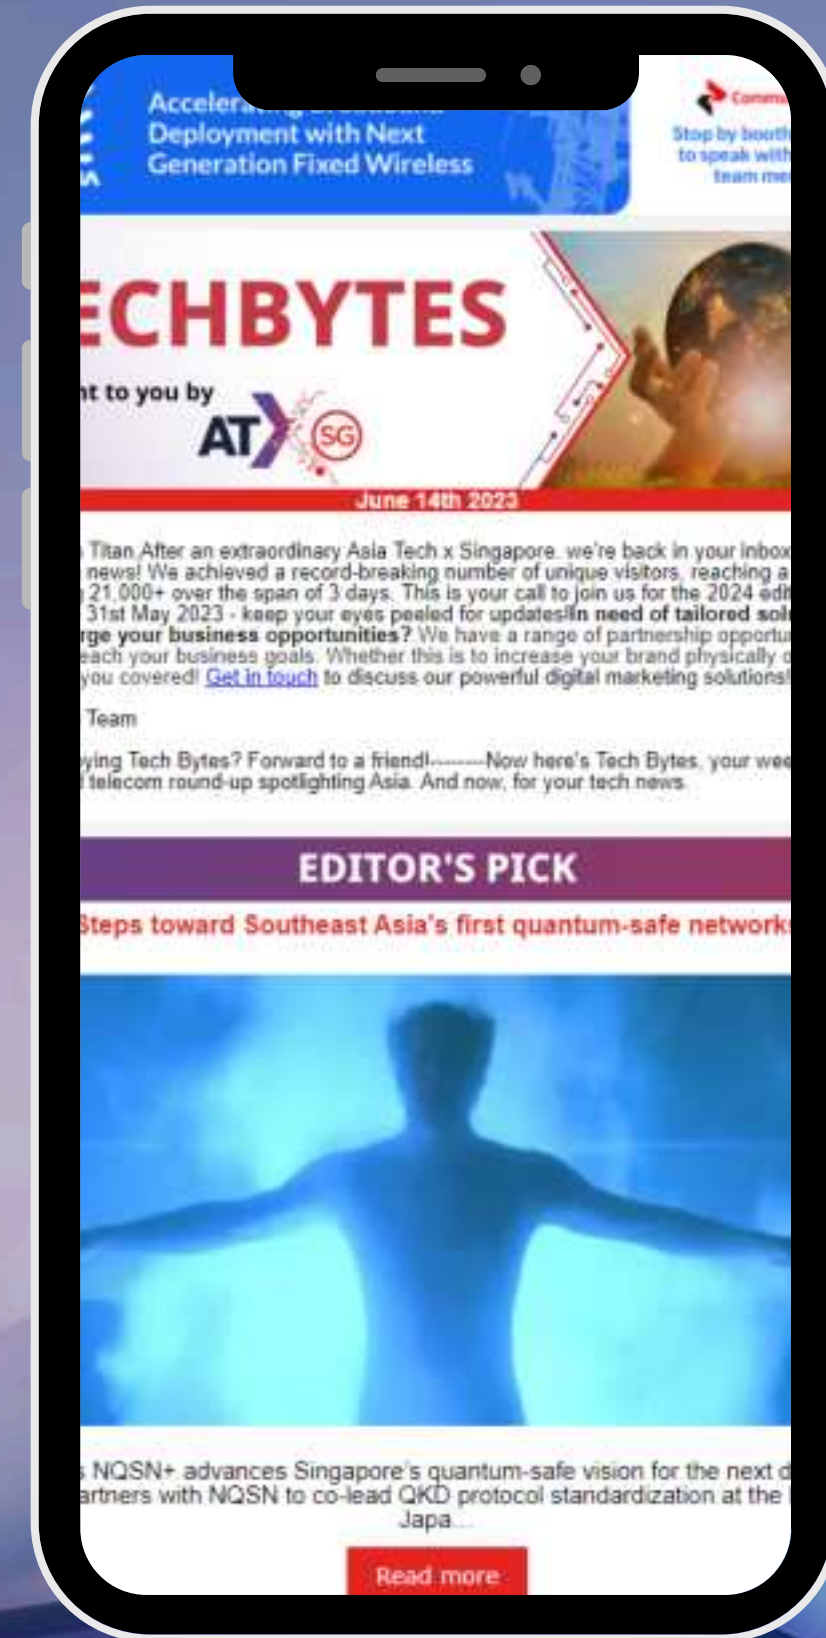 Accelerating
Deployment with Next
Generation Fixed Wireless
Commu
Stop by booth
to speak with
team me
ECHBYTES
nt to you by
ATX SG
June 14th 2023
Titan,After an extraordinary Asia Tech x Singapore, we're back in your inbox
news! We achieved a record-breaking number of unique visitors, reaching a
21,000+ over the span of 3 days. This is your call to join us for the 2024 edi
31st May 2023 - keep your eyes peeled for updates!In need of tailored sol
rge your business opportunities? We have a range of partnership opportu
each your business goals. Whether this is to increase your brand physically o
you covered! Get in touch to discuss our powerful digital marketing solutions!
Team
ying Tech Bytes? Forward to a friend!--------Now here's Tech Bytes, your wee
telecom round-up spotlighting Asia. And now, for your tech news.
EDITOR'S PICK
Steps toward Southeast Asia's first quantum-safe networks
s NQSN+ advances Singapore's quantum-safe vision for the next d
artners with NQSN to co-lead QKD protocol standardization at the
Japa...
Read more